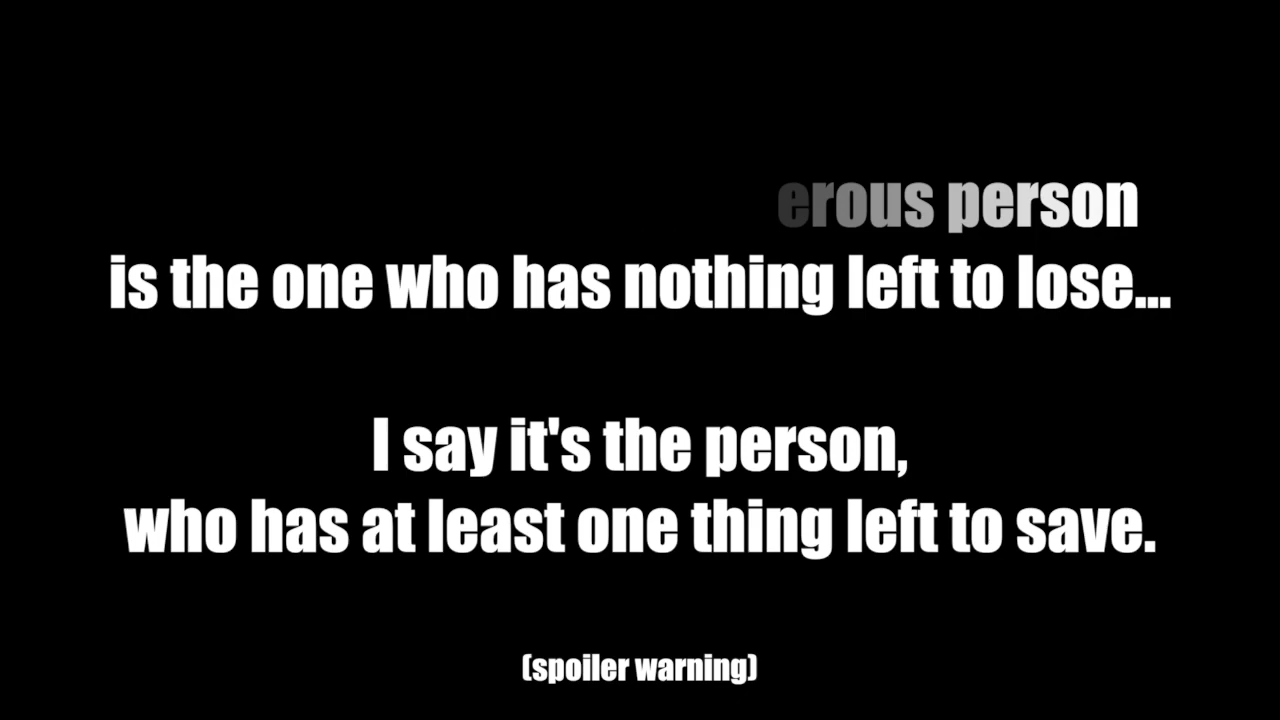 erous person
is the one who has nothing left to lose...
I say it's the person,
who has at least one thing left to save.
(spoiler warning)